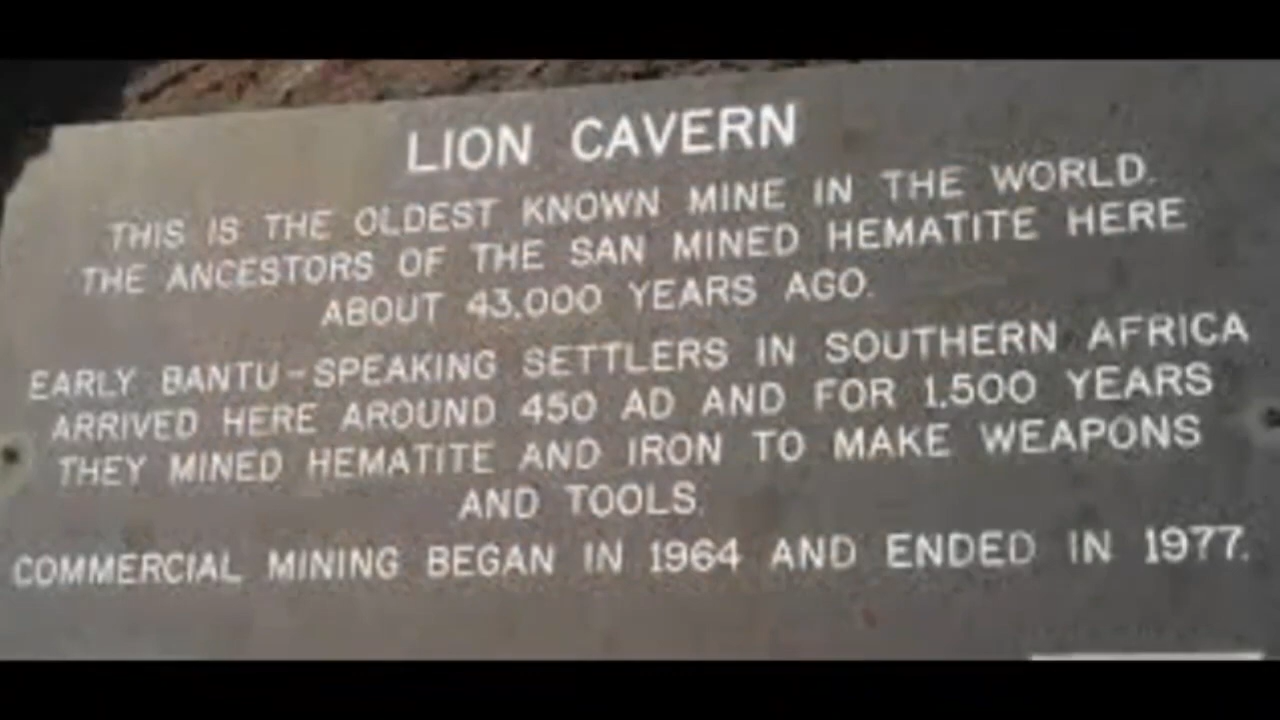 LION CAVERN
THIS IS THE OLDEST KNOWN MINE IN THE WORLD.
THE ANCESTORS OF THE SAN MINED HEMATITE HERE
ABOUT 43,000 YEARS AGO.
EARLY BANTU-SPEAKING SETTLERS IN SOUTHERN AFRICA
ARRIVED HERE AROUND 450 AD AND FOR 1,500 YEARS
THEY MINED HEMATITE AND IRON TO MAKE WEAPONS
AND TOOLS.
COMMERCIAL MINING BEGAN IN 1964 AND ENDED IN 1977.